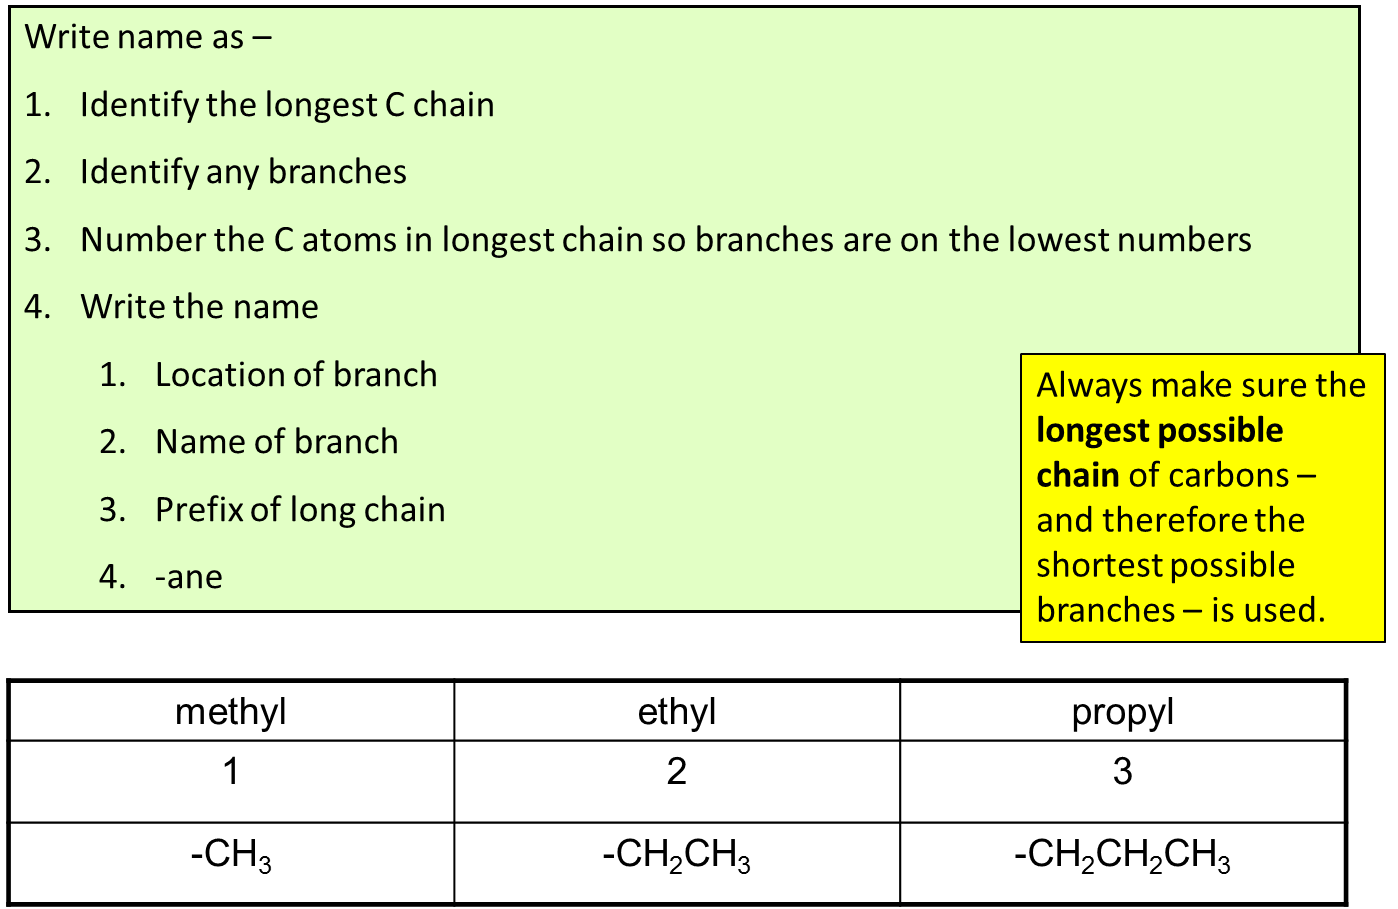 Write name as –
1. Identify the longest C chain
2. Identify any branches
3. Number the C atoms in longest chain so branches are on the lowest numbers
4. Write the name
1. Location of branch
2. Name of branch
3. Prefix of long chain
4. -ane
Always make sure the
longest possible
chain of carbons –
and therefore the
shortest possible
branches – is used.
methyl ethyl propyl
1 2 3
-CH₃ -CH₂CH₃ -CH₂CH₂CH₃